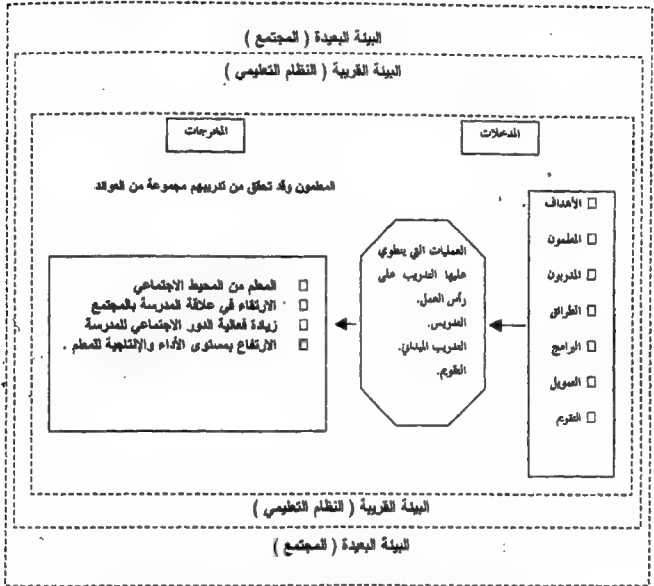 البيئة البعيدة ( المجتمع )
البيئة القريبة ( النظام التعليمي )
المدخلات
المخرجات
المعلمون وقد تحقق من تدريبهم مجموعة من العوائد
□ الأهداف
□ المعلمون
□ المدربون
□ الطرائق
□ البرامج
□ التمويل
□ التقويم
العمليات التي ينطوي
عليها التدريب على
رأس العمل.
التدريس.
التدريب الميداني.
التقويم.
□ المعلم من المحيط الاجتماعي
□ الارتقاء في علاقة المدرسة بالمجتمع
□ زيادة فعالية الدور الاجتماعي للمدرسة
□ الارتفاع بمستوى الأداء والإنتاجية للمعلم .
البيئة القريبة ( النظام التعليمي )
البيئة البعيدة ( المجتمع )